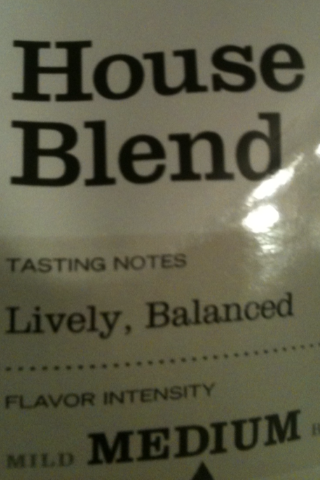 House
Blend
TASTING NOTES
Lively, Balanced
FLAVOR INTENSITY
MILD MEDIUM